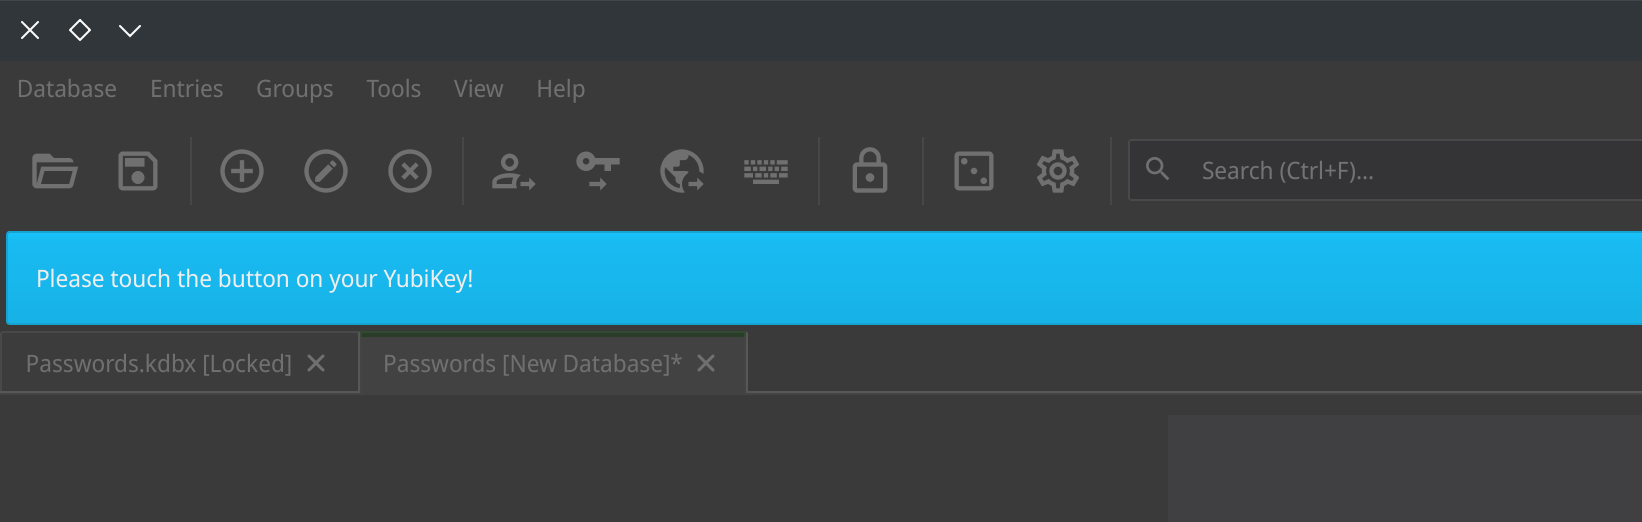 Database Entries Groups Tools View Help
Search (Ctrl+F)...
Please touch the button on your YubiKey!
Passwords.kdbx [Locked] Passwords [New Database]*